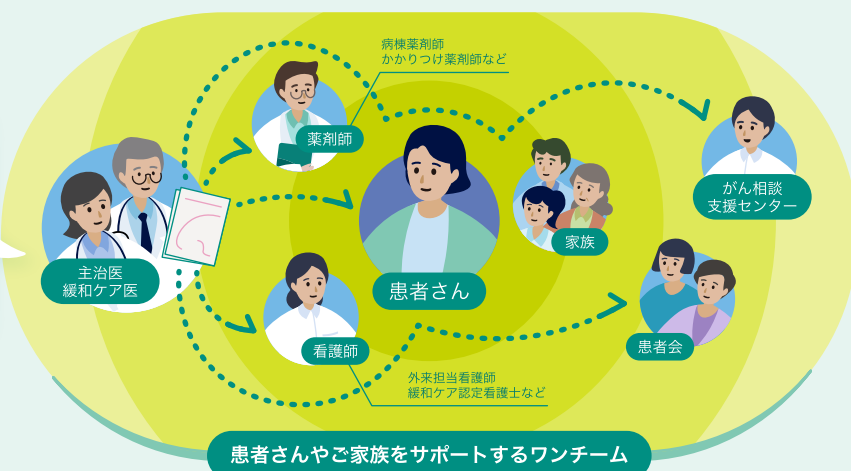 病棟薬剤師
かかりつけ薬剤師など
薬剤師
がん相談
支援センター
家族
主治医
緩和ケア医
患者さん
看護師
患者会
外来担当看護師
緩和ケア認定看護士など
患者さんやご家族をサポートするワンチーム